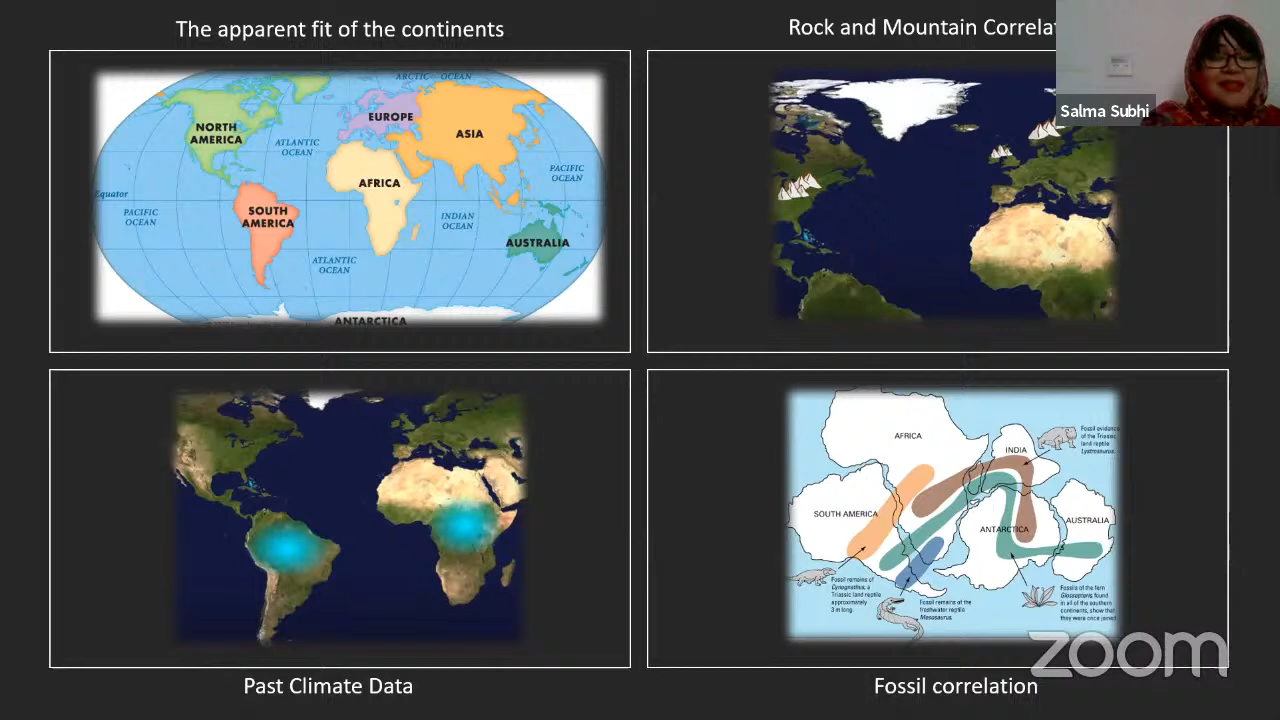 The apparent fit of the continents
Rock and Mountain Correlat
Salma Subhi
ARCTIC OCEAN
NORTH
AMERICA
EUROPE
ASIA
ATLANTIC
OCEAN
PACIFIC
OCEAN
AFRICA
Equator
PACIFIC
OCEAN
SOUTH
AMERICA
INDIAN
OCEAN
AUSTRALIA
ATLANTIC
OCEAN
ANTARCTICA
AFRICA
INDIA
Fossil evidence
of the Triassic
land reptile
Lystrosaurus.
SOUTH AMERICA
ANTARCTICA
AUSTRALIA
Fossil remains of
Cynognathus, a
Triassic land reptile
approximately
3 m long.
Fossil remains of the
freshwater reptile
Mesosaurus.
Fossils of the fern
Glossopteris, found
in all of the southern
continents, show that
they were once joined.
zoom
Past Climate Data
Fossil correlation